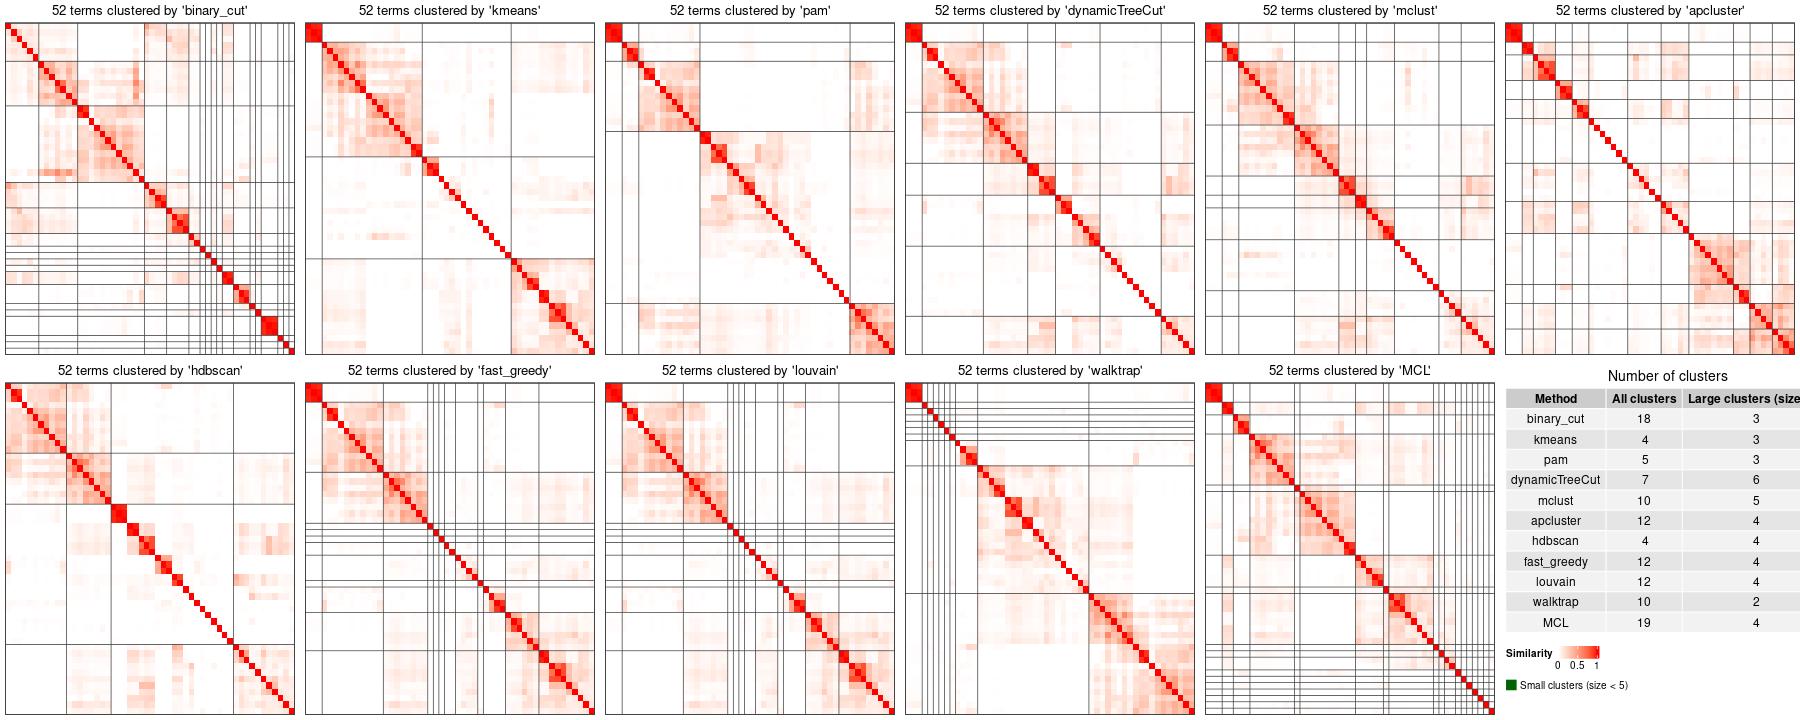 52 terms clustered by 'binary_cut'
52 terms clustered by 'kmeans'
52 terms clustered by 'pam'
52 terms clustered by 'dynamicTreeCut'
52 terms clustered by 'mclust'
52 terms clustered by 'apcluster'
52 terms clustered by 'hdbscan'
52 terms clustered by 'fast_greedy'
52 terms clustered by 'louvain'
52 terms clustered by 'walktrap'
52 terms clustered by 'MCL'
Number of clusters
Method All clusters Large clusters (size
binary_cut 18 3
kmeans 4 3
pam 5 3
dynamicTreeCut 7 6
mclust 10 5
apcluster 12 4
hdbscan 4 4
fast_greedy 12 4
louvain 12 4
walktrap 10 2
MCL 19 4
Similarity
0 0.5 1
Small clusters (size < 5)